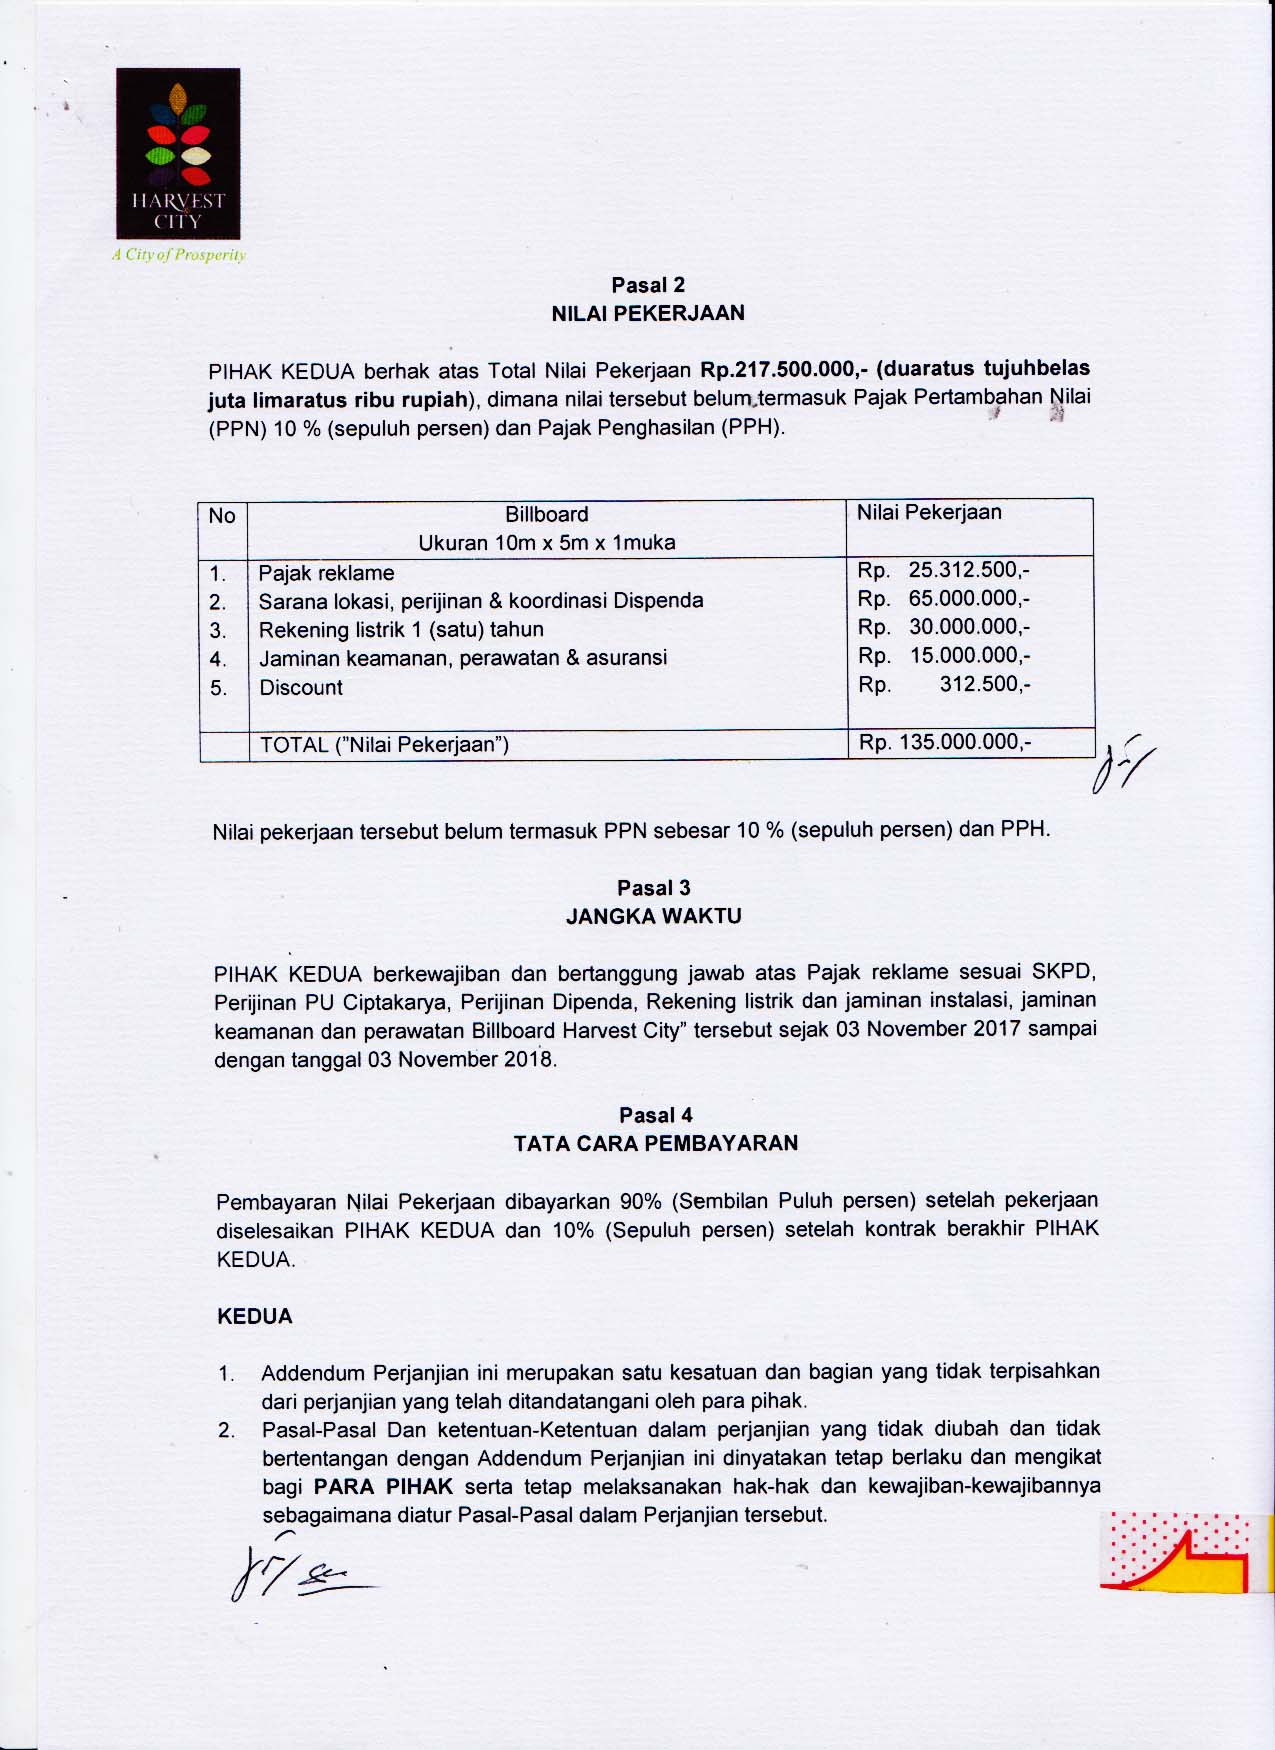 HARVEST
CITY
A City of Prosperity
Pasal 2
NILAI PEKERJAAN
PIHAK KEDUA berhak atas Total Nilai Pekerjaan Rp.217.500.000,- (duaratus tujuhbelas
juta limaratus ribu rupiah), dimana nilai tersebut belum termasuk Pajak Pertambahan Nilai
(PPN) 10 % (sepuluh persen) dan Pajak Penghasilan (PPH).
No Billboard Nilai Pekerjaan
Ukuran 10m x 5m x 1muka
1. Pajak reklame Rp. 25.312.500,-
2. Sarana lokasi, perijinan & koordinasi Dispenda Rp. 65.000.000,-
3. Rekening listrik 1 (satu) tahun Rp. 30.000.000,-
4. Jaminan keamanan, perawatan & asuransi Rp. 15.000.000,-
5. Discount Rp. 312.500,-
TOTAL ("Nilai Pekerjaan") Rp. 135.000.000,-
Nilai pekerjaan tersebut belum termasuk PPN sebesar 10 % (sepuluh persen) dan PPH.
Pasal 3
JANGKA WAKTU
PIHAK KEDUA berkewajiban dan bertanggung jawab atas Pajak reklame sesuai SKPD,
Perijinan PU Ciptakarya, Perijinan Dipenda, Rekening listrik dan jaminan instalasi, jaminan
keamanan dan perawatan Billboard Harvest City" tersebut sejak 03 November 2017 sampai
dengan tanggal 03 November 2018.
Pasal 4
TATA CARA PEMBAYARAN
Pembayaran Nilai Pekerjaan dibayarkan 90% (Sembilan Puluh persen) setelah pekerjaan
diselesaikan PIHAK KEDUA dan 10% (Sepuluh persen) setelah kontrak berakhir PIHAK
KEDUA.
KEDUA
1. Addendum Perjanjian ini merupakan satu kesatuan dan bagian yang tidak terpisahkan
dari perjanjian yang telah ditandatangani oleh para pihak.
2. Pasal-Pasal Dan ketentuan-Ketentuan dalam perjanjian yang tidak diubah dan tidak
bertentangan dengan Addendum Perjanjian ini dinyatakan tetap berlaku dan mengikat
bagi PARA PIHAK serta tetap melaksanakan hak-hak dan kewajiban-kewajibannya
sebagaimana diatur Pasal-Pasal dalam Perjanjian tersebut.